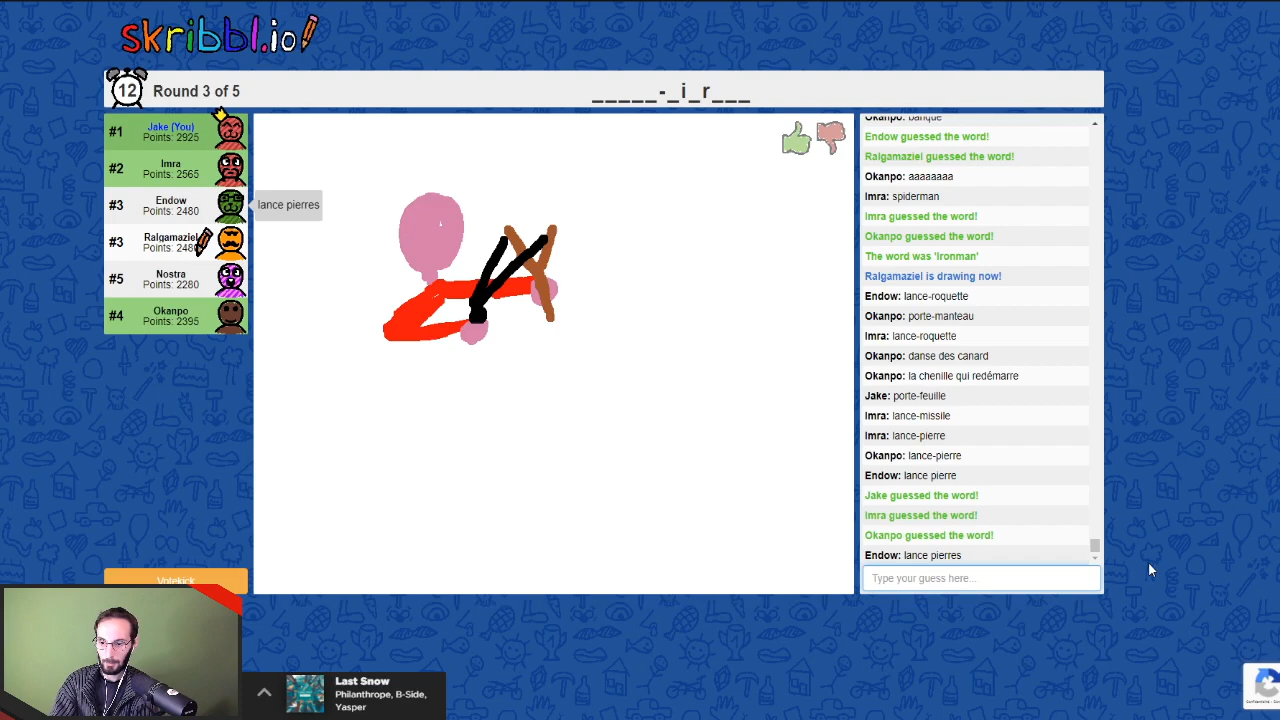 skribbl.io
12
Round 3 of 5
_____-_i_r___
#1
Jake (You)
Points: 2925
#2
Imra
Points: 2565
#3
Endow
Points: 2480
lance pierres
#3
Ralgamaziel
Points: 2480
#5
Nostra
Points: 2280
#4
Okanpo
Points: 2395
Votekick
Okanpo: banque
Endow guessed the word!
Ralgamaziel guessed the word!
Okanpo: aaaaaaaa
Imra: spiderman
Imra guessed the word!
Okanpo guessed the word!
The word was 'Ironman'
Ralgamaziel is drawing now!
Endow: lance-roquette
Okanpo: porte-manteau
Imra: lance-roquette
Okanpo: danse des canard
Okanpo: la chenille qui redémarre
Jake: porte-feuille
Imra: lance-missile
Imra: lance-pierre
Okanpo: lance-pierre
Endow: lance pierre
Jake guessed the word!
Imra guessed the word!
Okanpo guessed the word!
Endow: lance pierres
Type your guess here...
Last Snow
Philanthrope, B-Side,
Yasper